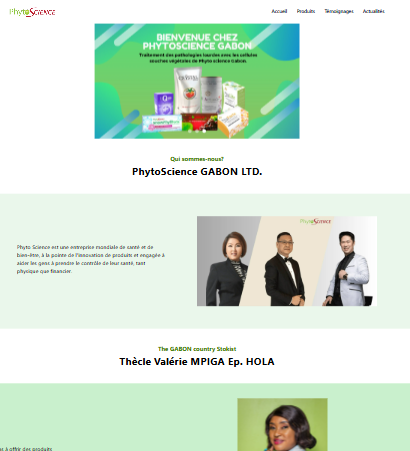 PhytoScience
Accueil Produits Témoignages Actualités
BIENVENUE CHEZ
PHYTOSCIENCE GABON
Traitement des pathologies lourdes avec les cellules
souches végétales de Phyto science Gabon.
Qui sommes-nous?
PhytoScience GABON LTD.
PhytoScience
Phyto Science est une entreprise mondiale de santé et de
bien-être, à la pointe de l'innovation de produits et engagée à
aider les gens à prendre le contrôle de leur santé, tant
physique que financier.
The GABON country Stokist
Thècle Valérie MPIGA Ep. HOLA
s à offrir des produits